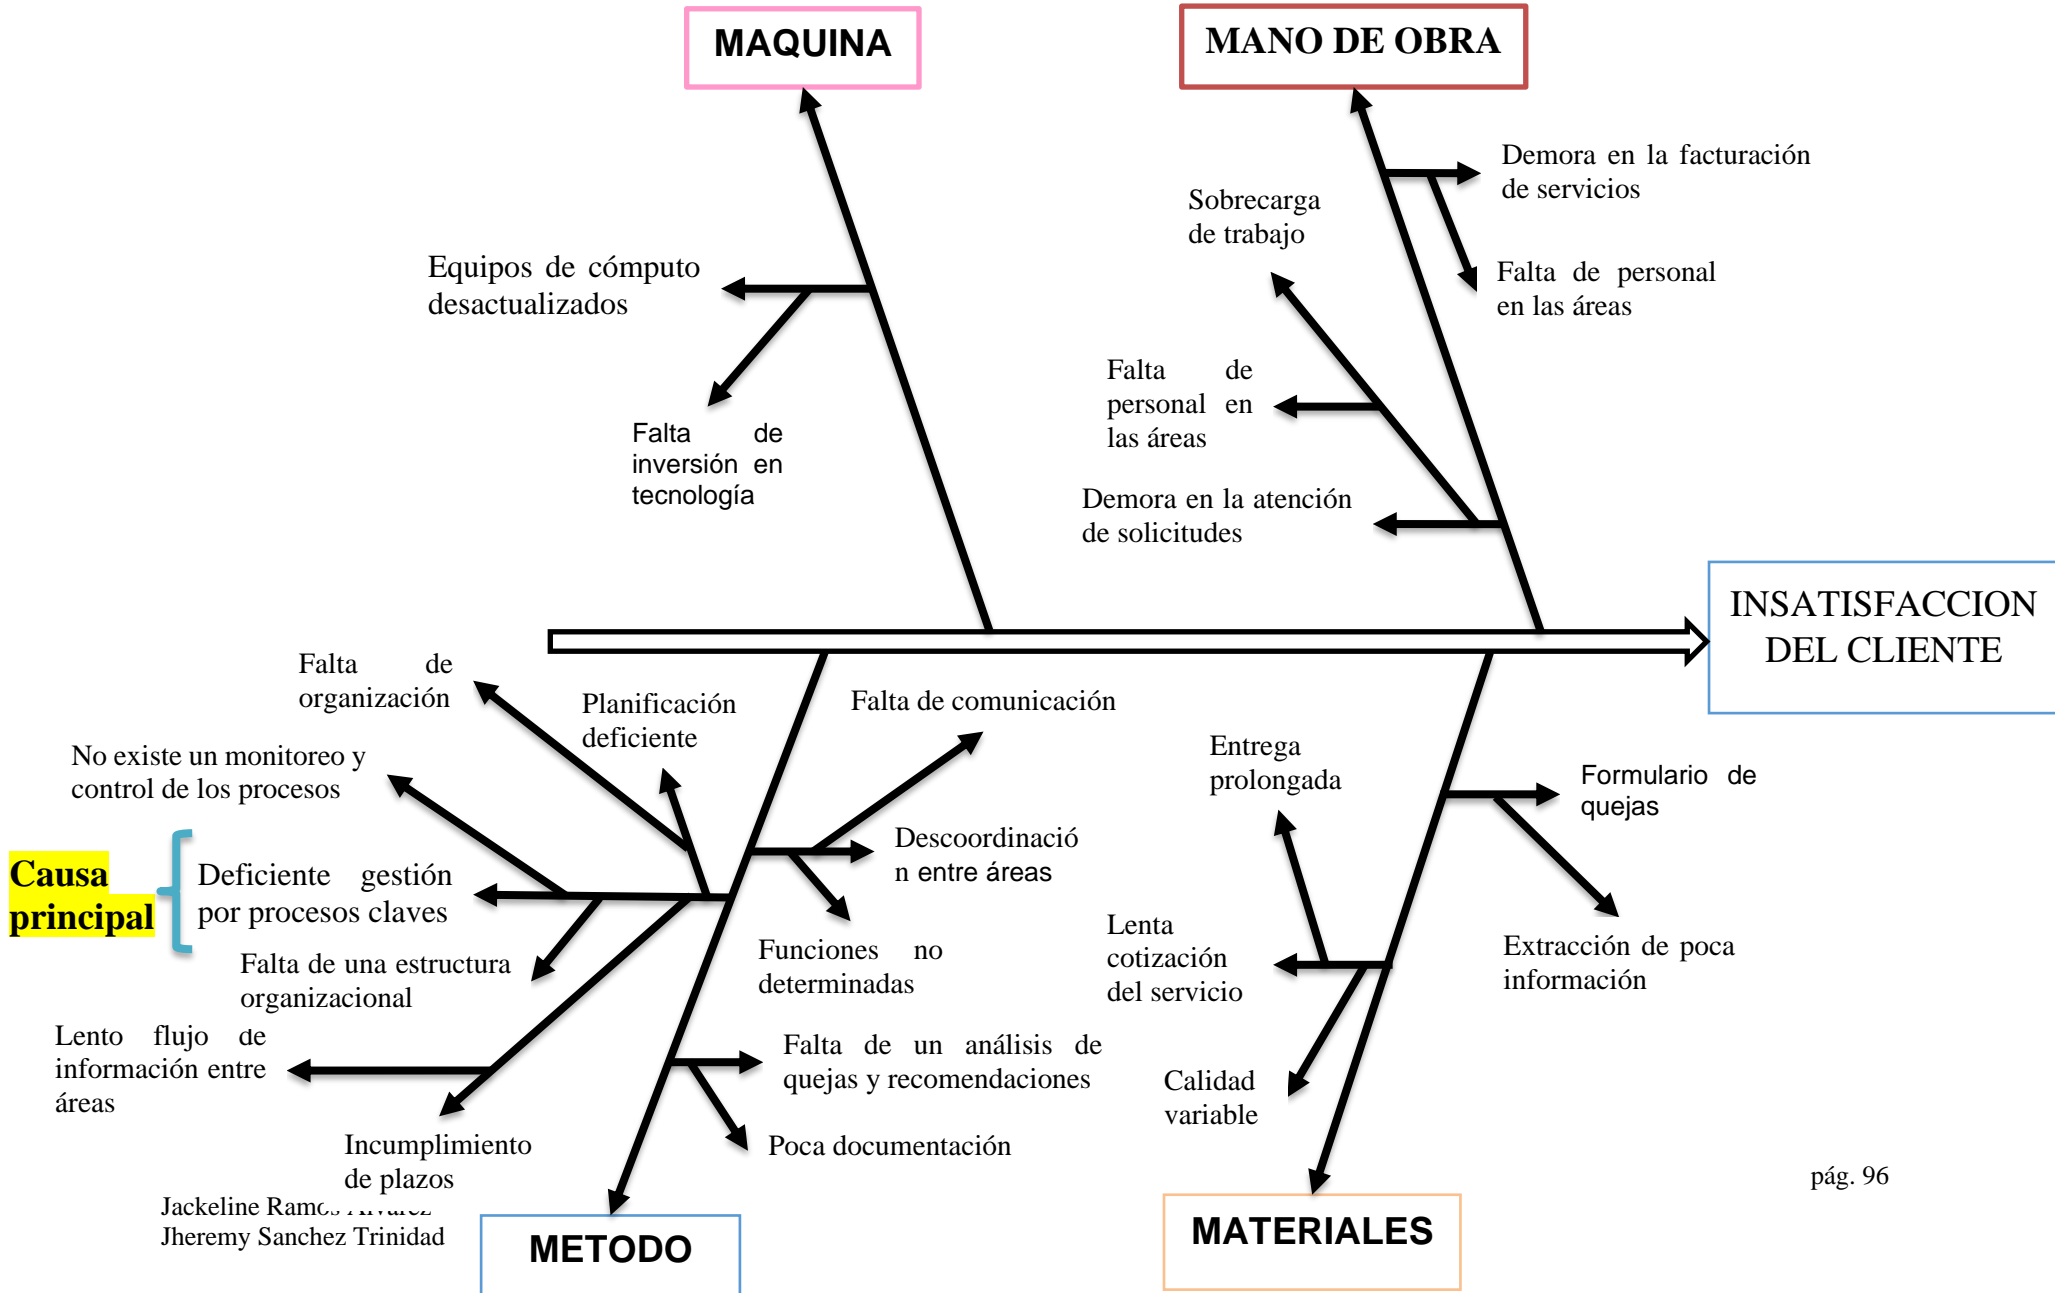 MAQUINA
MANO DE OBRA
Demora en la facturación
de servicios
Sobrecarga
de trabajo
Equipos de cómputo
desactualizados
Falta de personal
en las áreas
Falta de
personal en
las áreas
Falta de
inversión en
tecnología
Demora en la atención
de solicitudes
INSATISFACCION
DEL CLIENTE
Falta de
organización
Planificación
deficiente
Falta de comunicación
No existe un monitoreo y
control de los procesos
Entrega
prolongada
Formulario de
quejas
Causa
principal
Deficiente gestión
por procesos claves
Descoordinació
n entre áreas
Falta de una estructura
organizacional
Funciones no
determinadas
Lenta
cotización
del servicio
Extracción de poca
información
Lento flujo de
información entre
áreas
Falta de un análisis de
quejas y recomendaciones
Calidad
variable
Incumplimiento
de plazos
Poca documentación
pág. 96
Jackeline Ramos Alvarez
Jheremy Sanchez Trinidad
METODO
MATERIALES